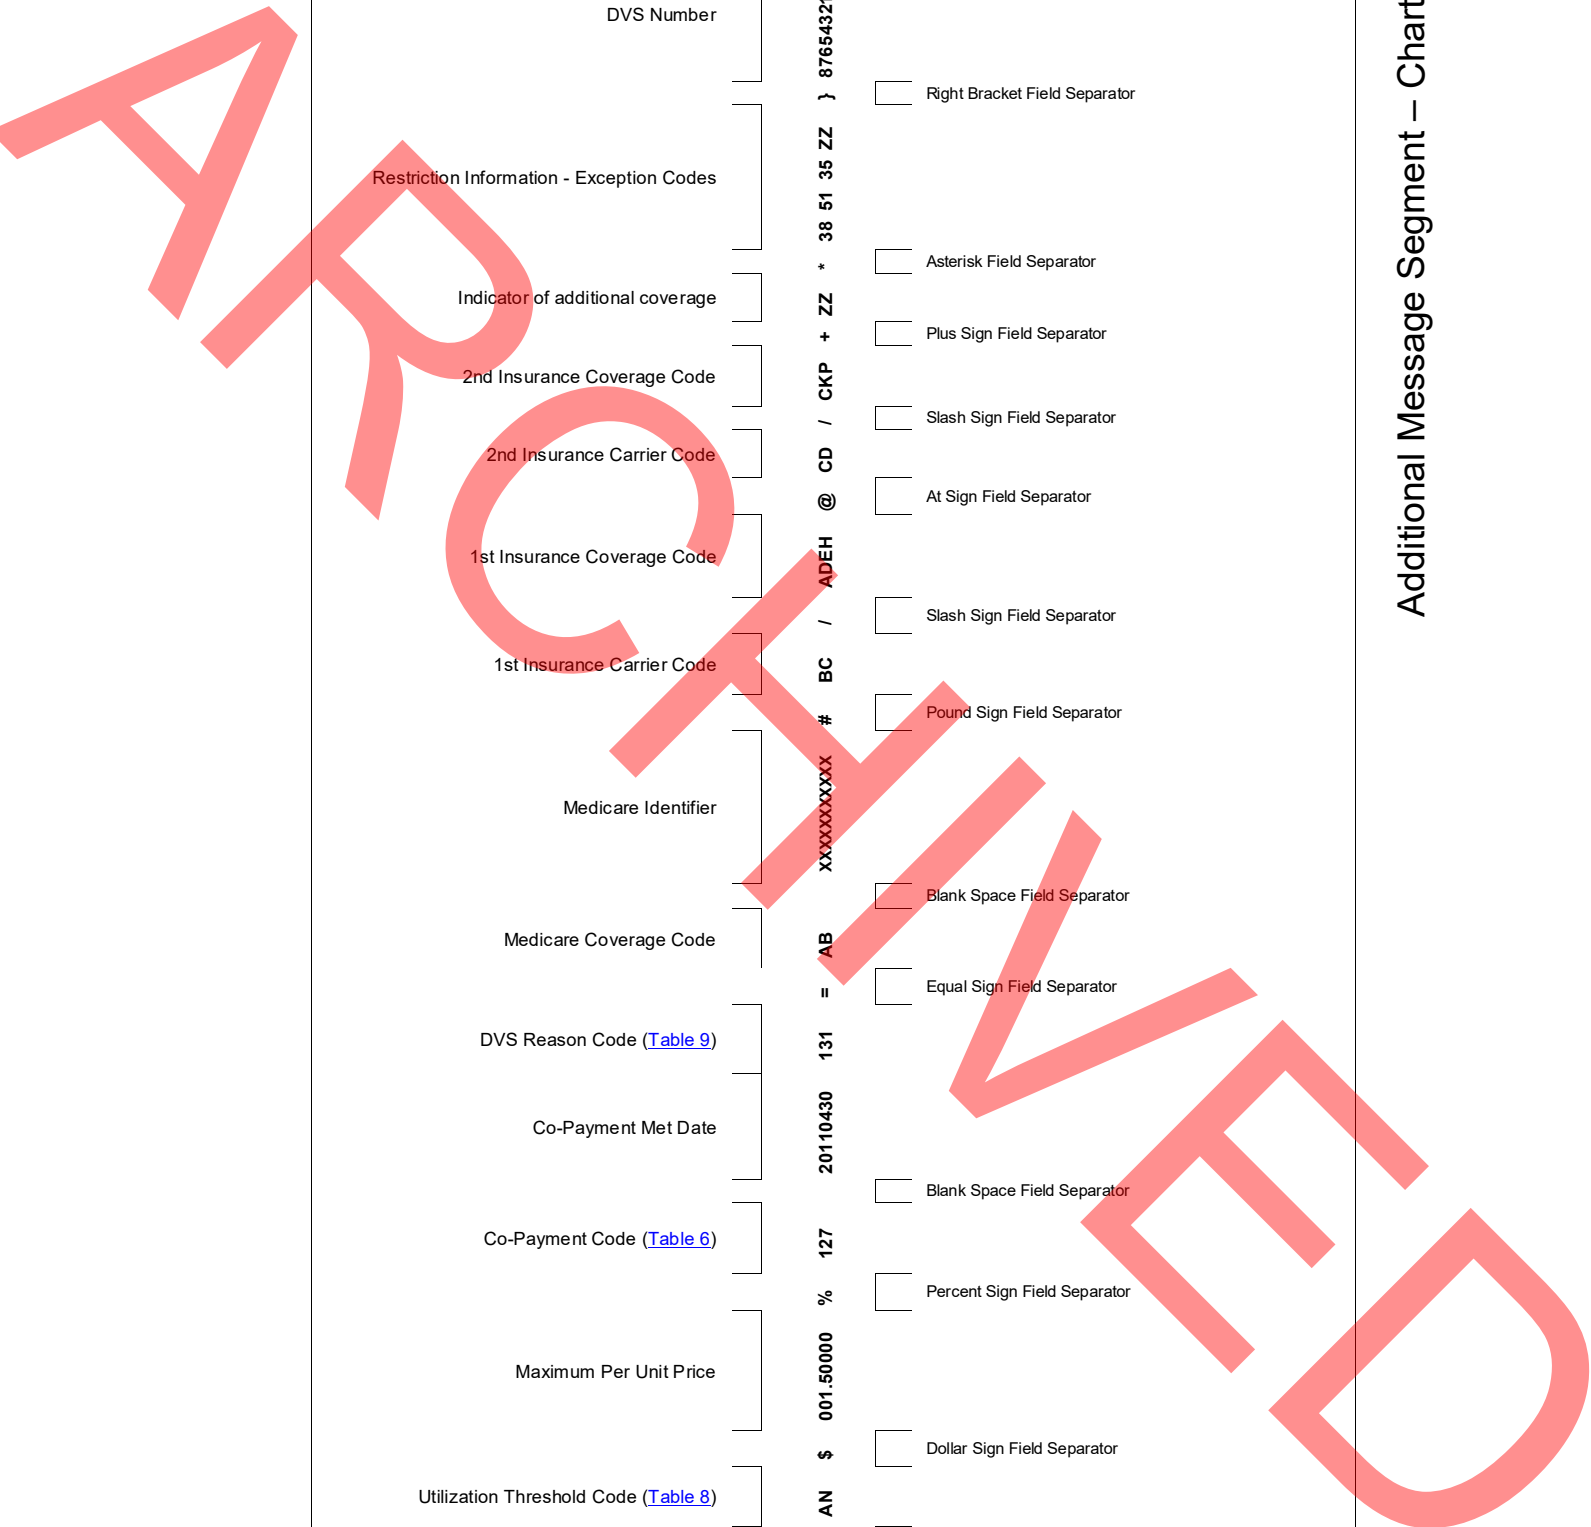 DVS Number
87654321
Right Bracket Field Separator
}
Restriction Information - Exception Codes
38 51 35 ZZ
Asterisk Field Separator
*
Indicator of additional coverage
ZZ
Plus Sign Field Separator
+
2nd Insurance Coverage Code
CKP
Slash Sign Field Separator
/
2nd Insurance Carrier Code
CD
At Sign Field Separator
@
1st Insurance Coverage Code
ADEH
Slash Sign Field Separator
/
1st Insurance Carrier Code
BC
Pound Sign Field Separator
#
Medicare Identifier
XXXXXXXXXXXX
Blank Space Field Separator
Medicare Coverage Code
AB
Equal Sign Field Separator
=
DVS Reason Code (Table 9)
131
Co-Payment Met Date
20110430
Blank Space Field Separator
Co-Payment Code (Table 6)
127
Percent Sign Field Separator
%
Maximum Per Unit Price
001.50000
Dollar Sign Field Separator
$
Utilization Threshold Code (Table 8)
AN
Additional Message Segment – Chart
ARCHIVED